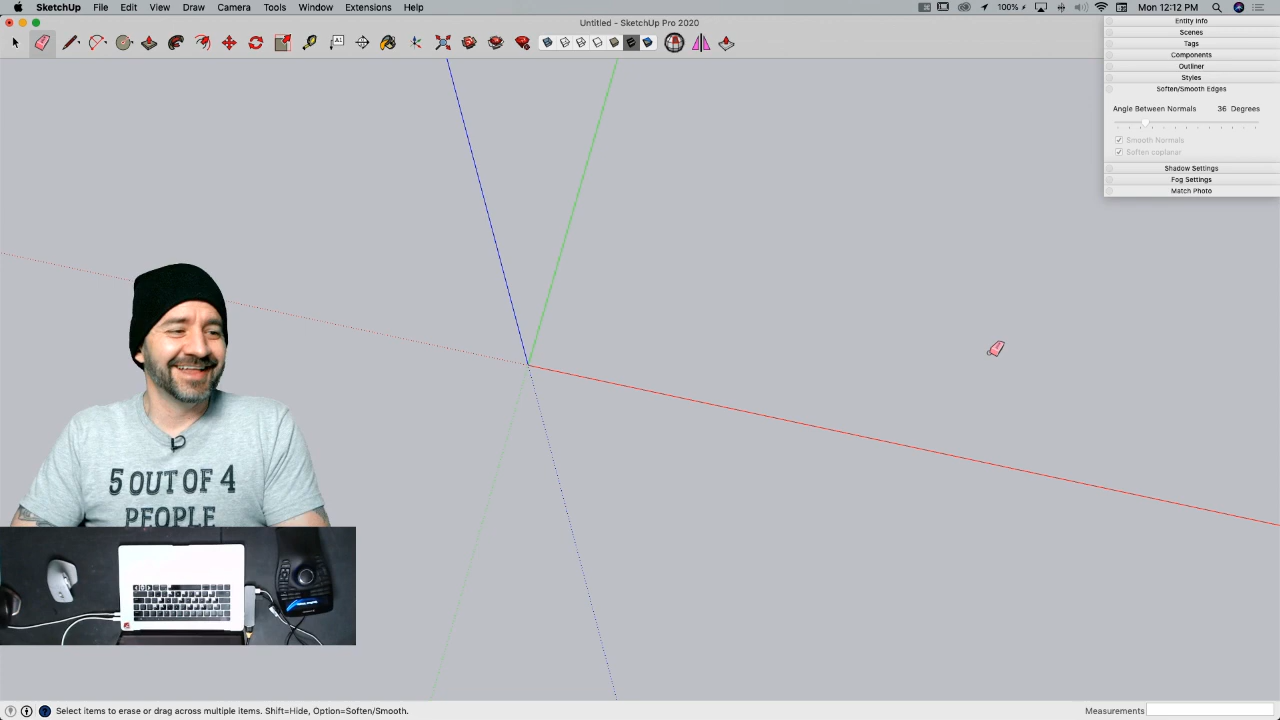 SketchUp File Edit View Draw Camera Tools Window Extensions Help
100% Mon 12:12 PM
Untitled - SketchUp Pro 2020
Entity Info
Scenes
Tags
Components
Outliner
Styles
Soften/Smooth Edges
Angle Between Normals 36 Degrees
Smooth Normals
Soften coplanar
Shadow Settings
Fog Settings
Match Photo
5 OUT OF 4
PEOPLE
Select items to erase or drag across multiple items. Shift=Hide, Option=Soften/Smooth.
Measurements